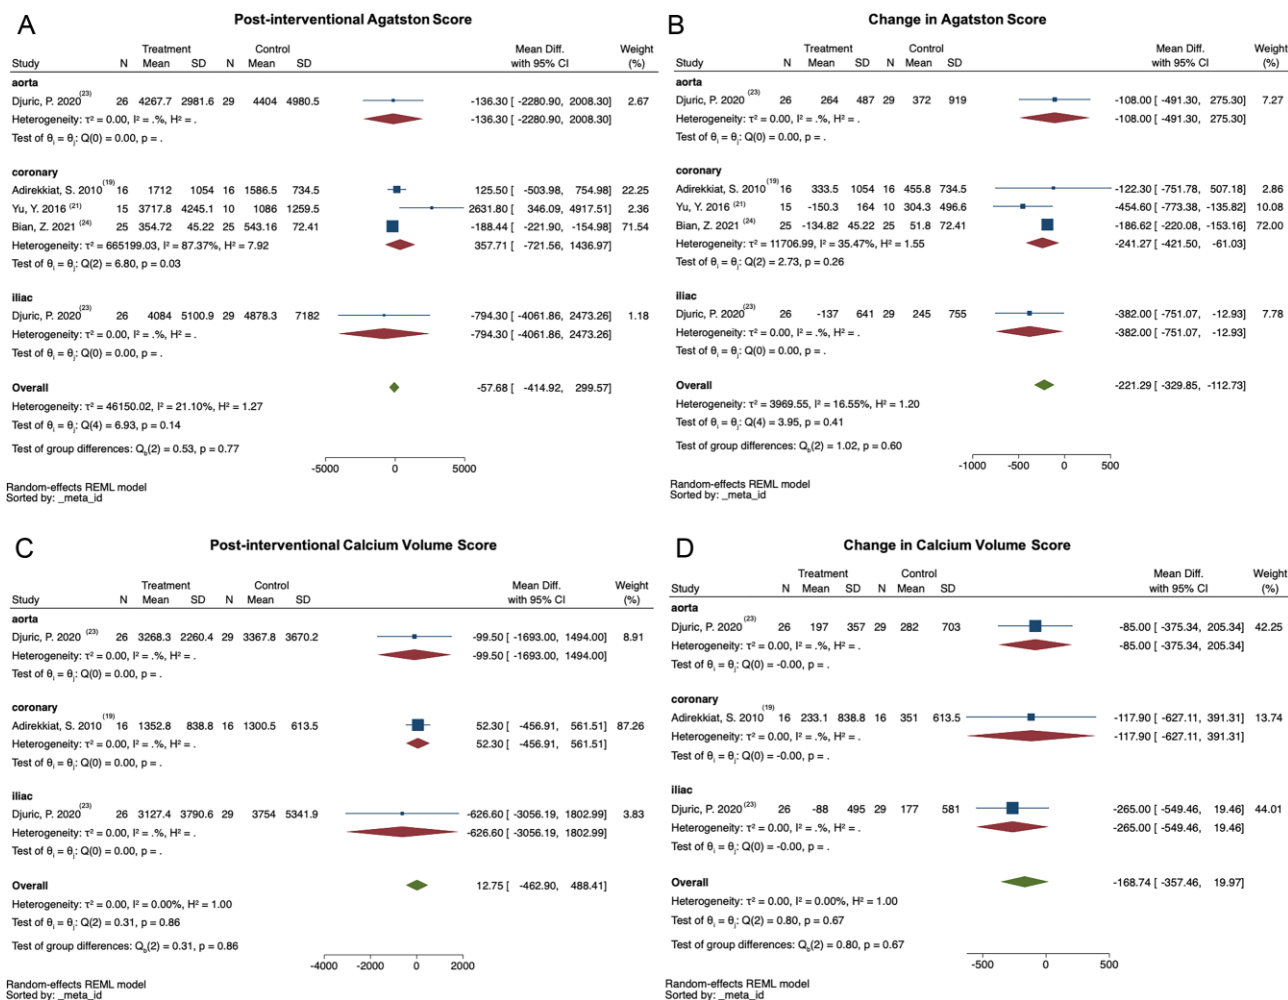 A
Post-interventional Agatston Score
Treatment Control Mean Diff. Weight
Study N Mean SD N Mean SD with 95% CI (%)
aorta
Djuric, P. 2020 (23) 26 4267.7 2981.6 29 4404 4980.5 -136.30 [ -2280.90, 2008.30] 2.67
Heterogeneity: τ² = 0.00, I² = .%, H² = . -136.30 [ -2280.90, 2008.30]
Test of θi = θj: Q(0) = 0.00, p = .
coronary
Adirekkiat, S. 2010 (19) 16 1712 1054 16 1586.5 734.5 125.50 [ -503.98, 754.98] 22.25
Yu, Y. 2016 (21) 15 3717.8 4245.1 10 1086 1259.5 2631.80 [ 346.09, 4917.51] 2.36
Bian, Z. 2021 (24) 25 354.72 45.22 25 543.16 72.41 -188.44 [ -221.90, -154.98] 71.54
Heterogeneity: τ² = 665199.03, I² = 87.37%, H² = 7.92 357.71 [ -721.56, 1436.97]
Test of θi = θj: Q(2) = 6.80, p = 0.03
iliac
Djuric, P. 2020 (23) 26 4084 5100.9 29 4878.3 7182 -794.30 [ -4061.86, 2473.26] 1.18
Heterogeneity: τ² = 0.00, I² = .%, H² = . -794.30 [ -4061.86, 2473.26]
Test of θi = θj: Q(0) = 0.00, p = .
Overall -57.68 [ -414.92, 299.57]
Heterogeneity: τ² = 46150.02, I² = 21.10%, H² = 1.27
Test of θi = θj: Q(4) = 6.93, p = 0.14
Test of group differences: Qb(2) = 0.53, p = 0.77
-5000 0 5000
Random-effects REML model
Sorted by: _meta_id
B
Change in Agatston Score
Treatment Control Mean Diff. Weight
Study N Mean SD N Mean SD with 95% CI (%)
aorta
Djuric, P. 2020 (23) 26 264 487 29 372 919 -108.00 [ -491.30, 275.30] 7.27
Heterogeneity: τ² = 0.00, I² = .%, H² = . -108.00 [ -491.30, 275.30]
Test of θi = θj: Q(0) = 0.00, p = .
coronary
Adirekkiat, S. 2010 (19) 16 333.5 1054 16 455.8 734.5 -122.30 [ -751.78, 507.18] 2.86
Yu, Y. 2016 (21) 15 -150.3 164 10 304.3 496.6 -454.60 [ -773.38, -135.82] 10.08
Bian, Z. 2021 (24) 25 -134.82 45.22 25 51.8 72.41 -186.62 [ -220.08, -153.16] 72.00
Heterogeneity: τ² = 11706.99, I² = 35.47%, H² = 1.55 -241.27 [ -421.50, -61.03]
Test of θi = θj: Q(2) = 2.73, p = 0.26
iliac
Djuric, P. 2020 (23) 26 -137 641 29 245 755 -382.00 [ -751.07, -12.93] 7.78
Heterogeneity: τ² = 0.00, I² = .%, H² = . -382.00 [ -751.07, -12.93]
Test of θi = θj: Q(0) = 0.00, p = .
Overall -221.29 [ -329.85, -112.73]
Heterogeneity: τ² = 3969.55, I² = 16.55%, H² = 1.20
Test of θi = θj: Q(4) = 3.95, p = 0.41
Test of group differences: Qb(2) = 1.02, p = 0.60
-1000 -500 0 500
Random-effects REML model
Sorted by: _meta_id
C
Post-interventional Calcium Volume Score
Treatment Control Mean Diff. Weight
Study N Mean SD N Mean SD with 95% CI (%)
aorta
Djuric, P. 2020 (23) 26 3268.3 2260.4 29 3367.8 3670.2 -99.50 [ -1693.00, 1494.00] 8.91
Heterogeneity: τ² = 0.00, I² = .%, H² = . -99.50 [ -1693.00, 1494.00]
Test of θi = θj: Q(0) = 0.00, p = .
coronary
Adirekkiat, S. 2010 (19) 16 1352.8 838.8 16 1300.5 613.5 52.30 [ -456.91, 561.51] 87.26
Heterogeneity: τ² = 0.00, I² = .%, H² = . 52.30 [ -456.91, 561.51]
Test of θi = θj: Q(0) = 0.00, p = .
iliac
Djuric, P. 2020 (23) 26 3127.4 3790.6 29 3754 5341.9 -626.60 [ -3056.19, 1802.99] 3.83
Heterogeneity: τ² = 0.00, I² = .%, H² = . -626.60 [ -3056.19, 1802.99]
Test of θi = θj: Q(0) = 0.00, p = .
Overall 12.75 [ -462.90, 488.41]
Heterogeneity: τ² = 0.00, I² = 0.00%, H² = 1.00
Test of θi = θj: Q(2) = 0.31, p = 0.86
Test of group differences: Qb(2) = 0.31, p = 0.86
-4000 -2000 0 2000
Random-effects REML model
Sorted by: _meta_id
D
Change in Calcium Volume Score
Treatment Control Mean Diff. Weight
Study N Mean SD N Mean SD with 95% CI (%)
aorta
Djuric, P. 2020 (23) 26 197 357 29 282 703 -85.00 [ -375.34, 205.34] 42.25
Heterogeneity: τ² = 0.00, I² = .%, H² = . -85.00 [ -375.34, 205.34]
Test of θi = θj: Q(0) = -0.00, p = .
coronary
Adirekkiat, S. 2010 (19) 16 233.1 838.8 16 351 613.5 -117.90 [ -627.11, 391.31] 13.74
Heterogeneity: τ² = 0.00, I² = .%, H² = . -117.90 [ -627.11, 391.31]
Test of θi = θj: Q(0) = -0.00, p = .
iliac
Djuric, P. 2020 (23) 26 -88 495 29 177 581 -265.00 [ -549.46, 19.46] 44.01
Heterogeneity: τ² = 0.00, I² = .%, H² = . -265.00 [ -549.46, 19.46]
Test of θi = θj: Q(0) = -0.00, p = .
Overall -168.74 [ -357.46, 19.97]
Heterogeneity: τ² = 0.00, I² = 0.00%, H² = 1.00
Test of θi = θj: Q(2) = 0.80, p = 0.67
Test of group differences: Qb(2) = 0.80, p = 0.67
-500 0 500
Random-effects REML model
Sorted by: _meta_id